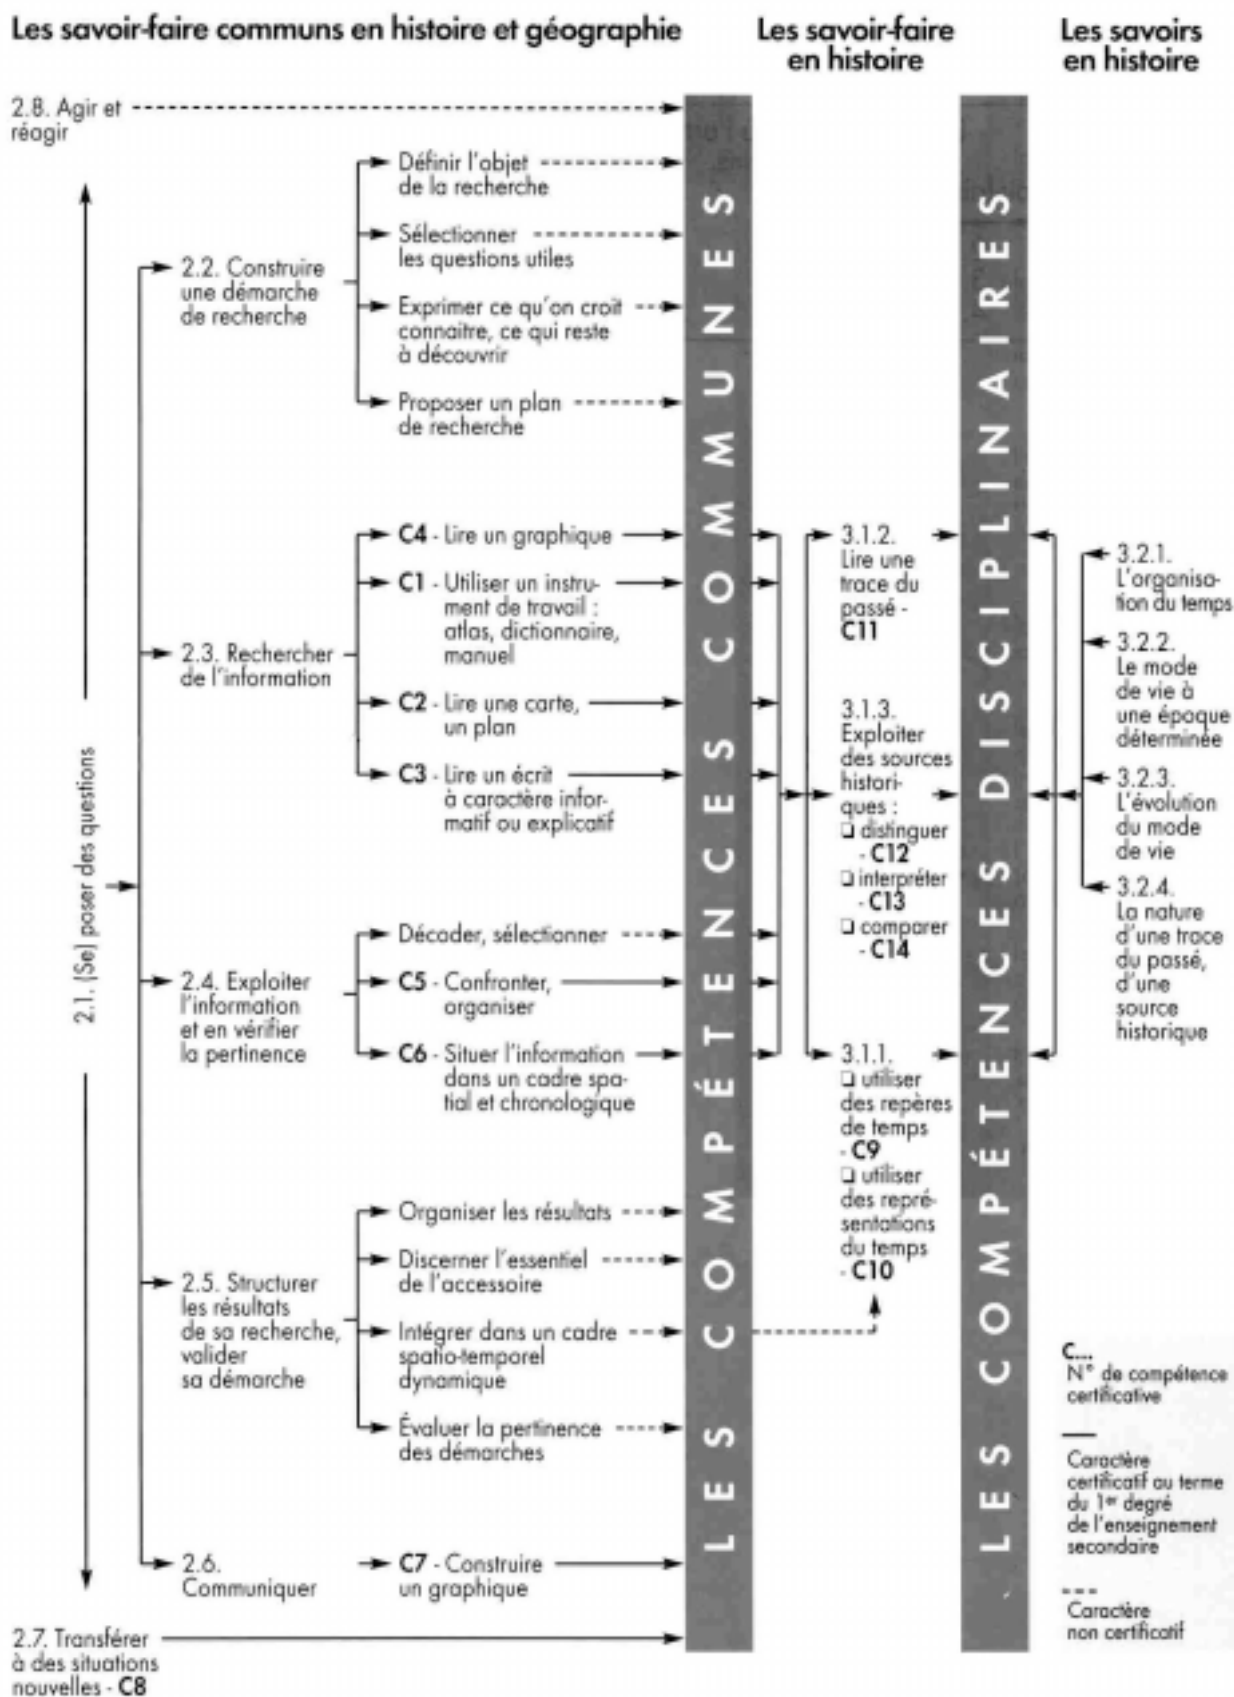 Les savoir-faire communs en histoire et géographie
2.8. Agir et
réagir
2.1. (Se) poser des questions
2.2. Construire
une démarche
de recherche
Définir l'objet
de la recherche
Sélectionner
les questions utiles
Exprimer ce qu'on croit
connaître, ce qui reste
à découvrir
Proposer un plan
de recherche
2.3. Rechercher
de l'information
C4 - Lire un graphique
C1 - Utiliser un instru-
ment de travail :
atlas, dictionnaire,
manuel
C2 - Lire une carte,
un plan
C3 - Lire un écrit
à caractère infor-
matif ou explicatif
2.4. Exploiter
l'information
et en vérifier
la pertinence
Décoder, sélectionner
C5 - Confronter,
organiser
C6 - Situer l'information
dans un cadre spa-
tial et chronologique
2.5. Structurer
les résultats
de sa recherche,
valider
sa démarche
Organiser les résultats
Discerner l'essentiel
de l'accessoire
Intégrer dans un cadre
spatio-temporel
dynamique
Évaluer la pertinence
des démarches
2.6.
Communiquer
C7 - Construire
un graphique
2.7. Transférer
à des situations
nouvelles - C8
LES COMPÉTENCES COMMUNES
Les savoir-faire
en histoire
3.1.2.
Lire une
trace du
passé -
C11
3.1.3.
Exploiter
des sources
histori-
ques :
❑ distinguer
- C12
❑ interpréter
- C13
❑ comparer
- C14
3.1.1.
❑ utiliser
des repères
de temps
- C9
❑ utiliser
des repré-
sentations
du temps
- C10
LES COMPÉTENCES DISCIPLINAIRES
Les savoirs
en histoire
3.2.1.
L'organisa-
tion du temps
3.2.2.
Le mode
de vie à
une époque
déterminée
3.2.3.
L'évolution
du mode
de vie
3.2.4.
La nature
d'une trace
du passé,
d'une
source
historique
C...
N° de compétence
certificative
Caractère
certificatif au terme
du 1er degré
de l'enseignement
secondaire
Caractère
non certificatif